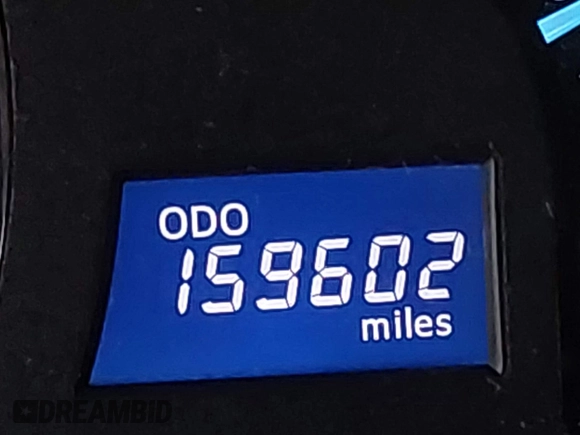 ODO
159602
miles
DREAMBID